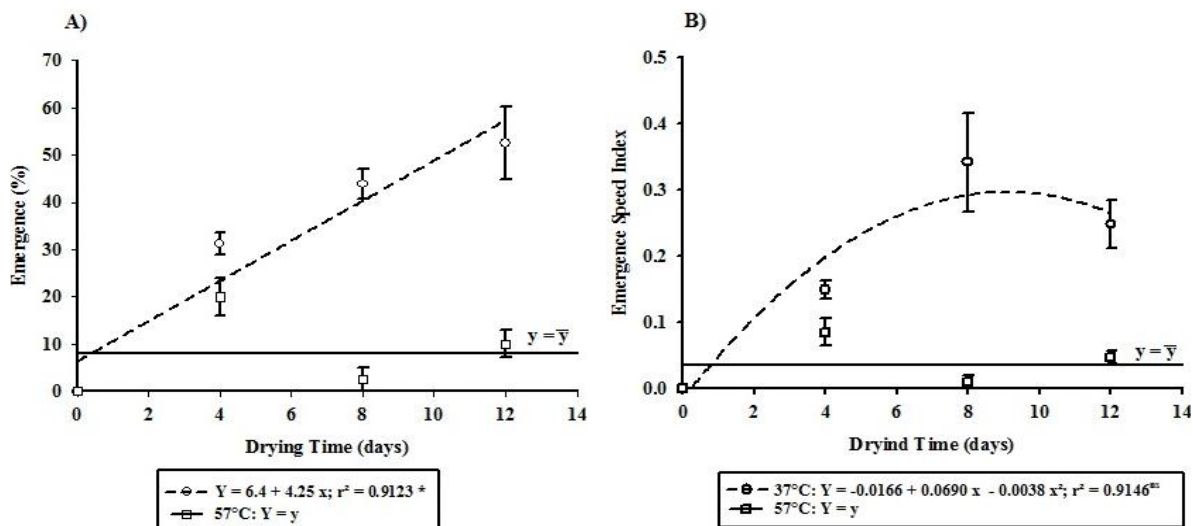 A)
70
60
50
40
30
20
10
0
Emergence (%)
y = y̅
0 2 4 6 8 10 12 14
Drying Time (days)
Y = 6.4 + 4.25 x; r² = 0.9123 *
57°C: Y = y
B)
0.5
0.4
0.3
0.2
0.1
0.0
Emergence Speed Index
y = y̅
0 2 4 6 8 10 12 14
Dryind Time (days)
37°C: Y = -0.0166 + 0.0690 x - 0.0038 x²; r² = 0.9146ⁿˢ
57°C: Y = y